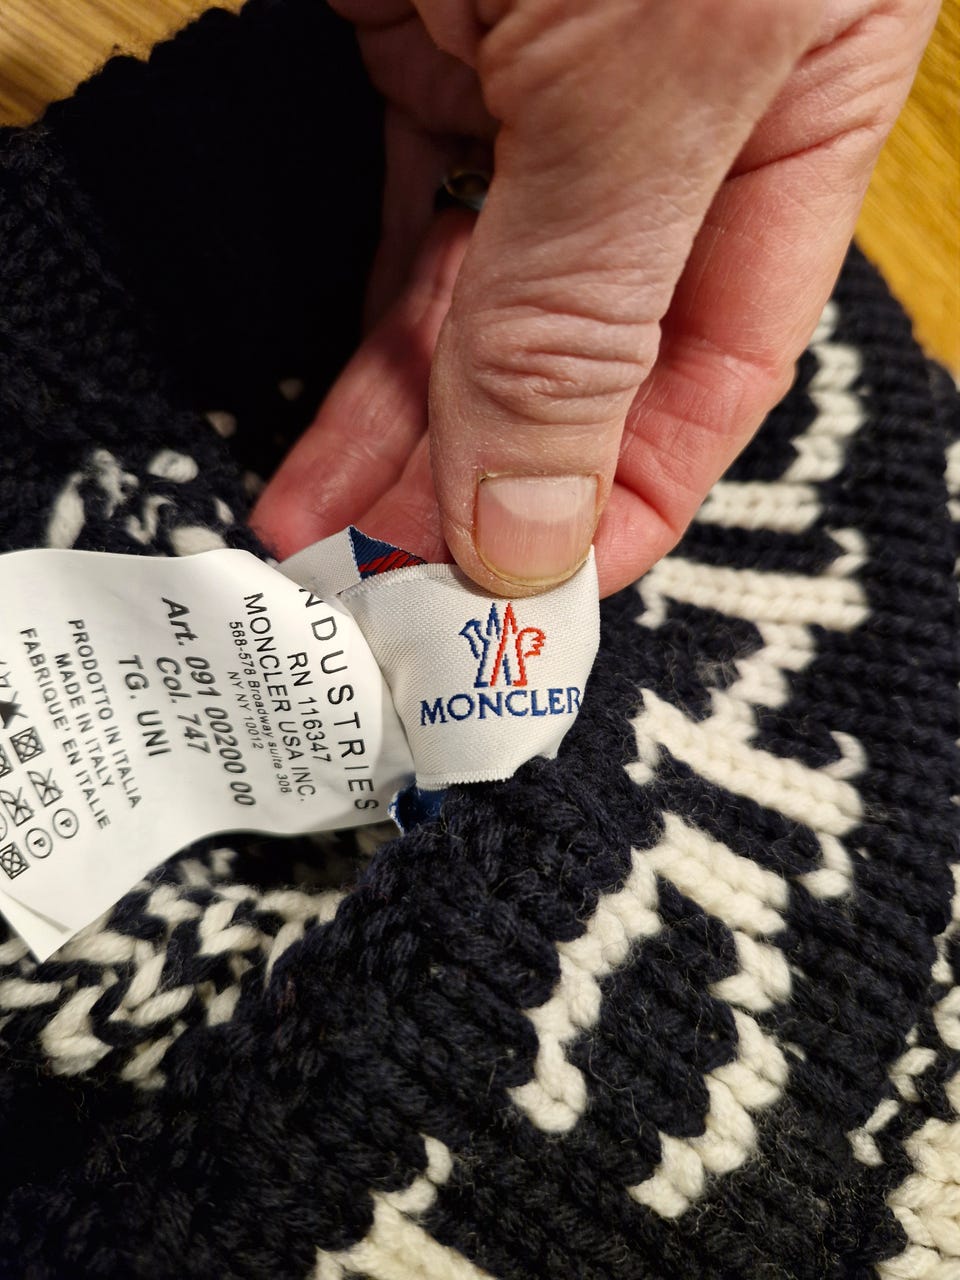 NDUSTRIES
RN 116347
MONCLER USA INC.
568-578 Broadway suite 306
NY NY 10012
Art. 091 00200 00
Col. 747
TG. UNI
PRODOTTO IN ITALIA
MADE IN ITALY
FABRIQUE' EN ITALIE
P
P
MONCLER